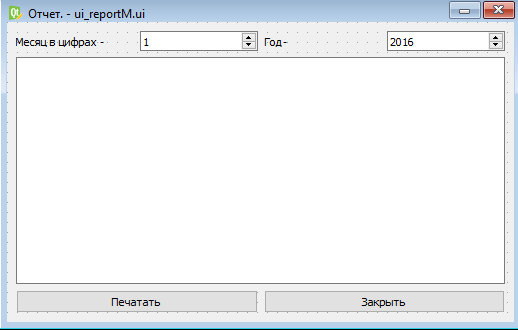 Отчет. - ui_reportM.ui
Месяц в цифрах - 1 Год - 2016
Печатать Закрыть